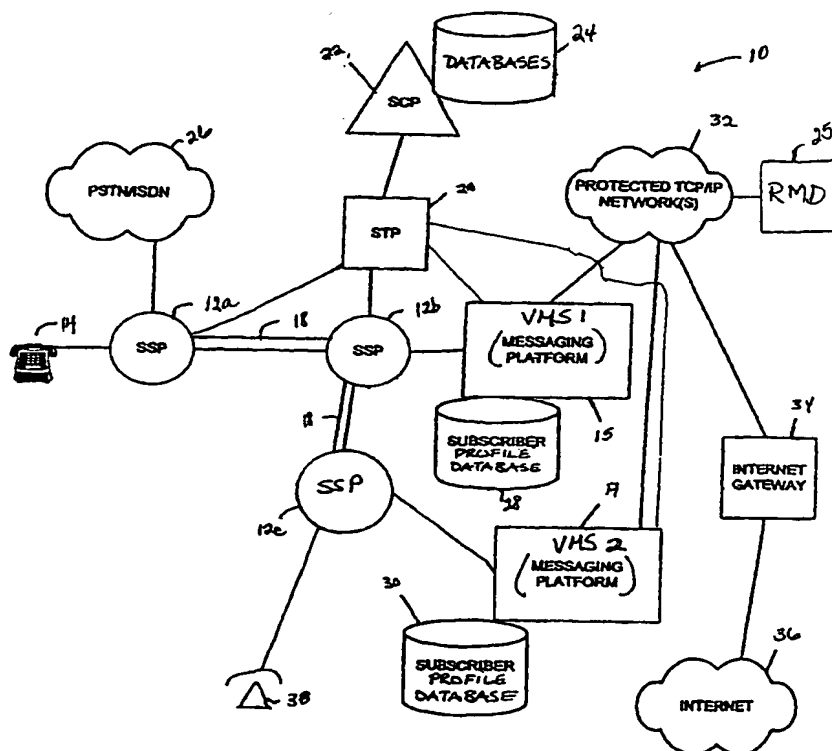 24
22
DATABASES
10
SCP
32
25
26
PSTN/ISDN
20
PROTECTED TCP/IP
NETWORK(S)
RMD
STP
12a
12b
VMS 1
(MESSAGING
PLATFORM)
14
18
SSP
SSP
15
34
18
SUBSCRIBER
PROFILE
DATABASE
INTERNET
GATEWAY
SSP
28
12c
VMS 2
(MESSAGING
PLATFORM)
30
36
SUBSCRIBER
PROFILE
DATABASE
38
INTERNET